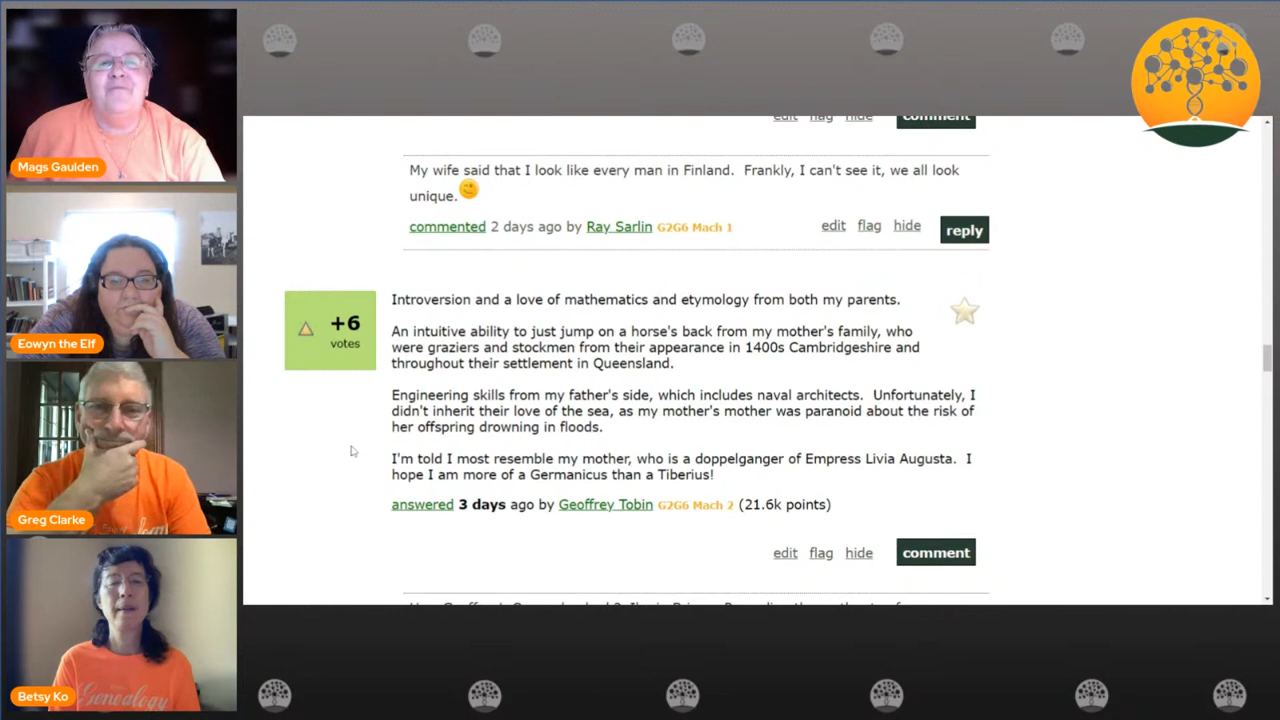 Mags Gaulden
Eowyn the Elf
Greg Clarke
Genealogy
Betsy Ko
edit flag hide comment
My wife said that I look like every man in Finland. Frankly, I can't see it, we all look
unique.
commented 2 days ago by Ray Sarlin G2G6 Mach 1 edit flag hide reply
+6
votes
Introversion and a love of mathematics and etymology from both my parents.
An intuitive ability to just jump on a horse's back from my mother's family, who
were graziers and stockmen from their appearance in 1400s Cambridgeshire and
throughout their settlement in Queensland.
Engineering skills from my father's side, which includes naval architects. Unfortunately, I
didn't inherit their love of the sea, as my mother's mother was paranoid about the risk of
her offspring drowning in floods.
I'm told I most resemble my mother, who is a doppelganger of Empress Livia Augusta. I
hope I am more of a Germanicus than a Tiberius!
answered 3 days ago by Geoffrey Tobin G2G6 Mach 2 (21.6k points)
edit flag hide comment